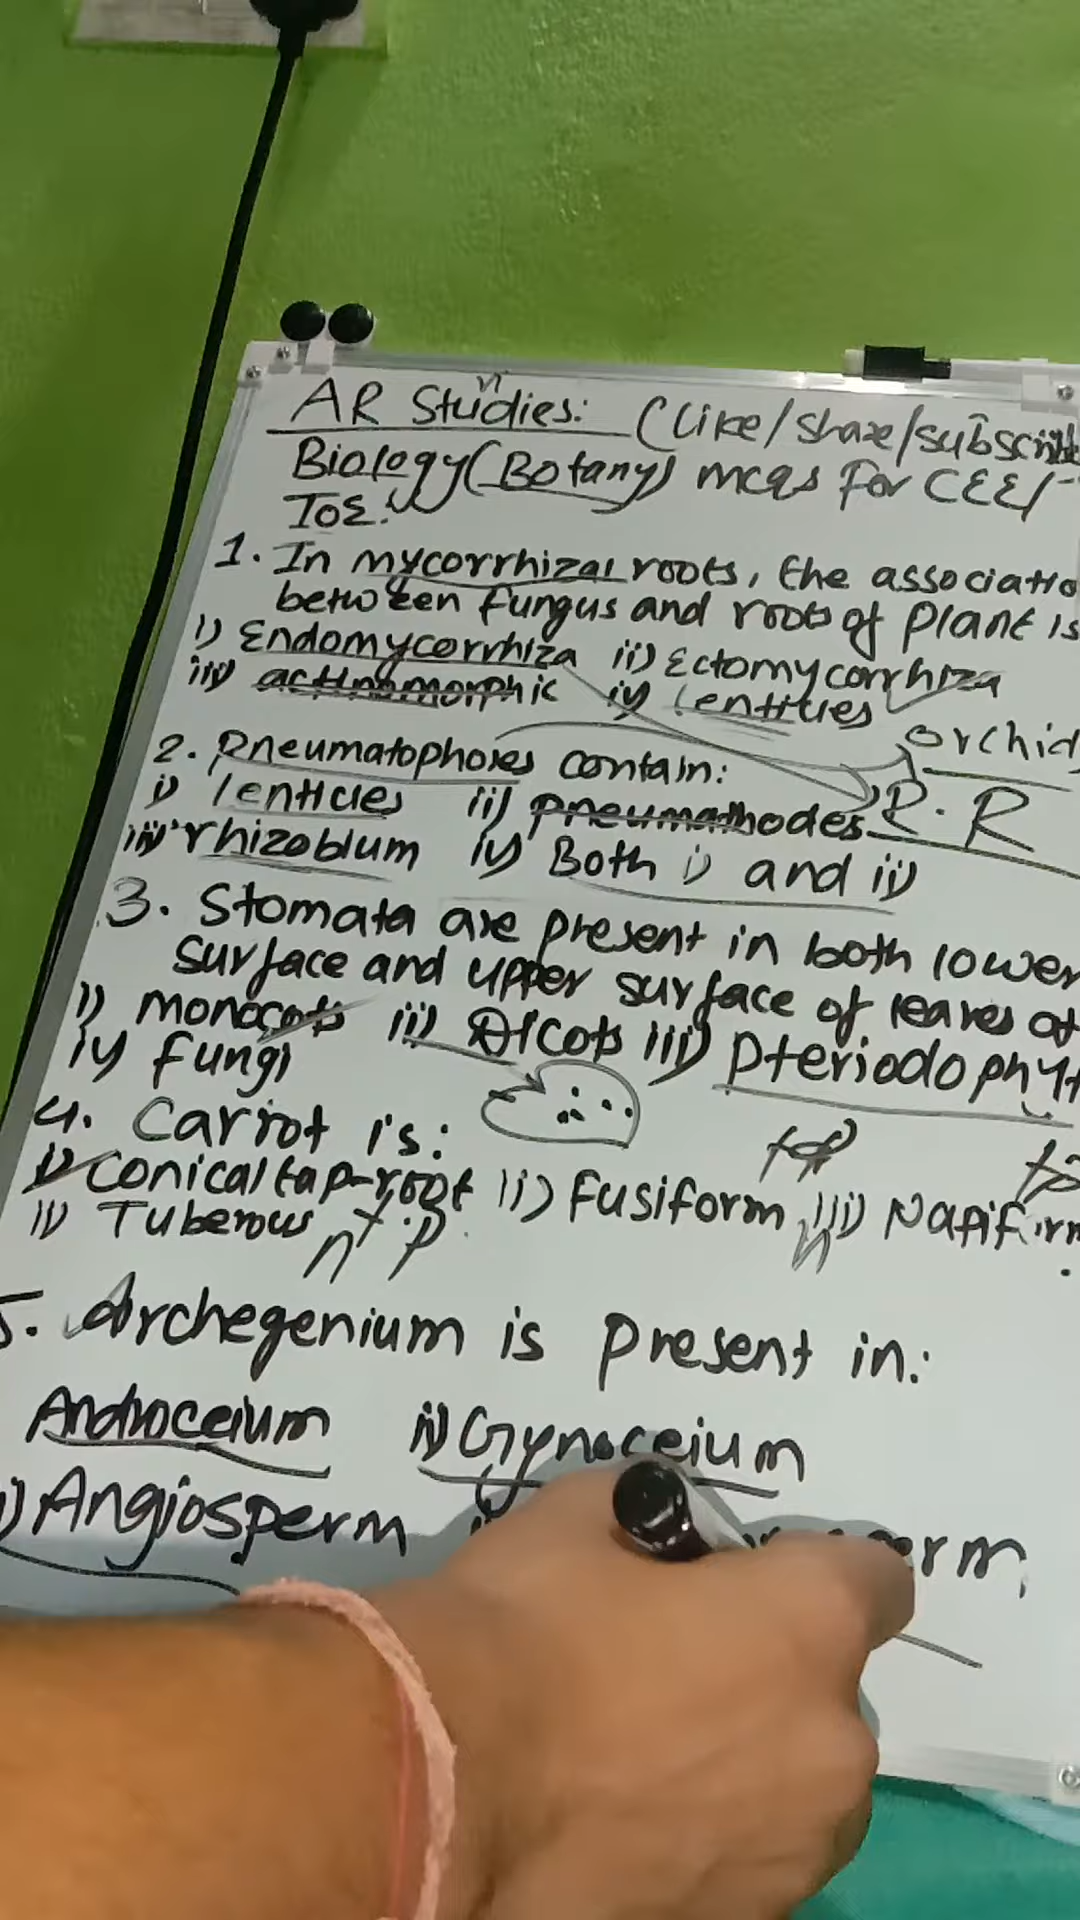 AR Studies: (Like/Share/subscrib
Biology(Botany) mcqs For CEE/
IOE:
1. In mycorrhizal roots, the associatio
between fungus and roots of Plant is
i) Endomycorrhiza ii) Ectomycorrhiza
iii) actinomorphic iv) lenticles
orchid
2. Pneumatophores contain:
i) lenticles ii) pneumathodes R.R
iii) rhizobium iv) Both i) and ii)
3. Stomata are present in both lower
surface and upper surface of leaves of
i) monocots ii) Dicots iii) Pteriodophyt
iv) Fungi
4. Carrot is:
i) Conical tap-root ii) Fusiform iii) Napifirm
iv) Tuberous
5. Archegenium is present in:
Androceium ii) Gynoceium
i) Angiosperm